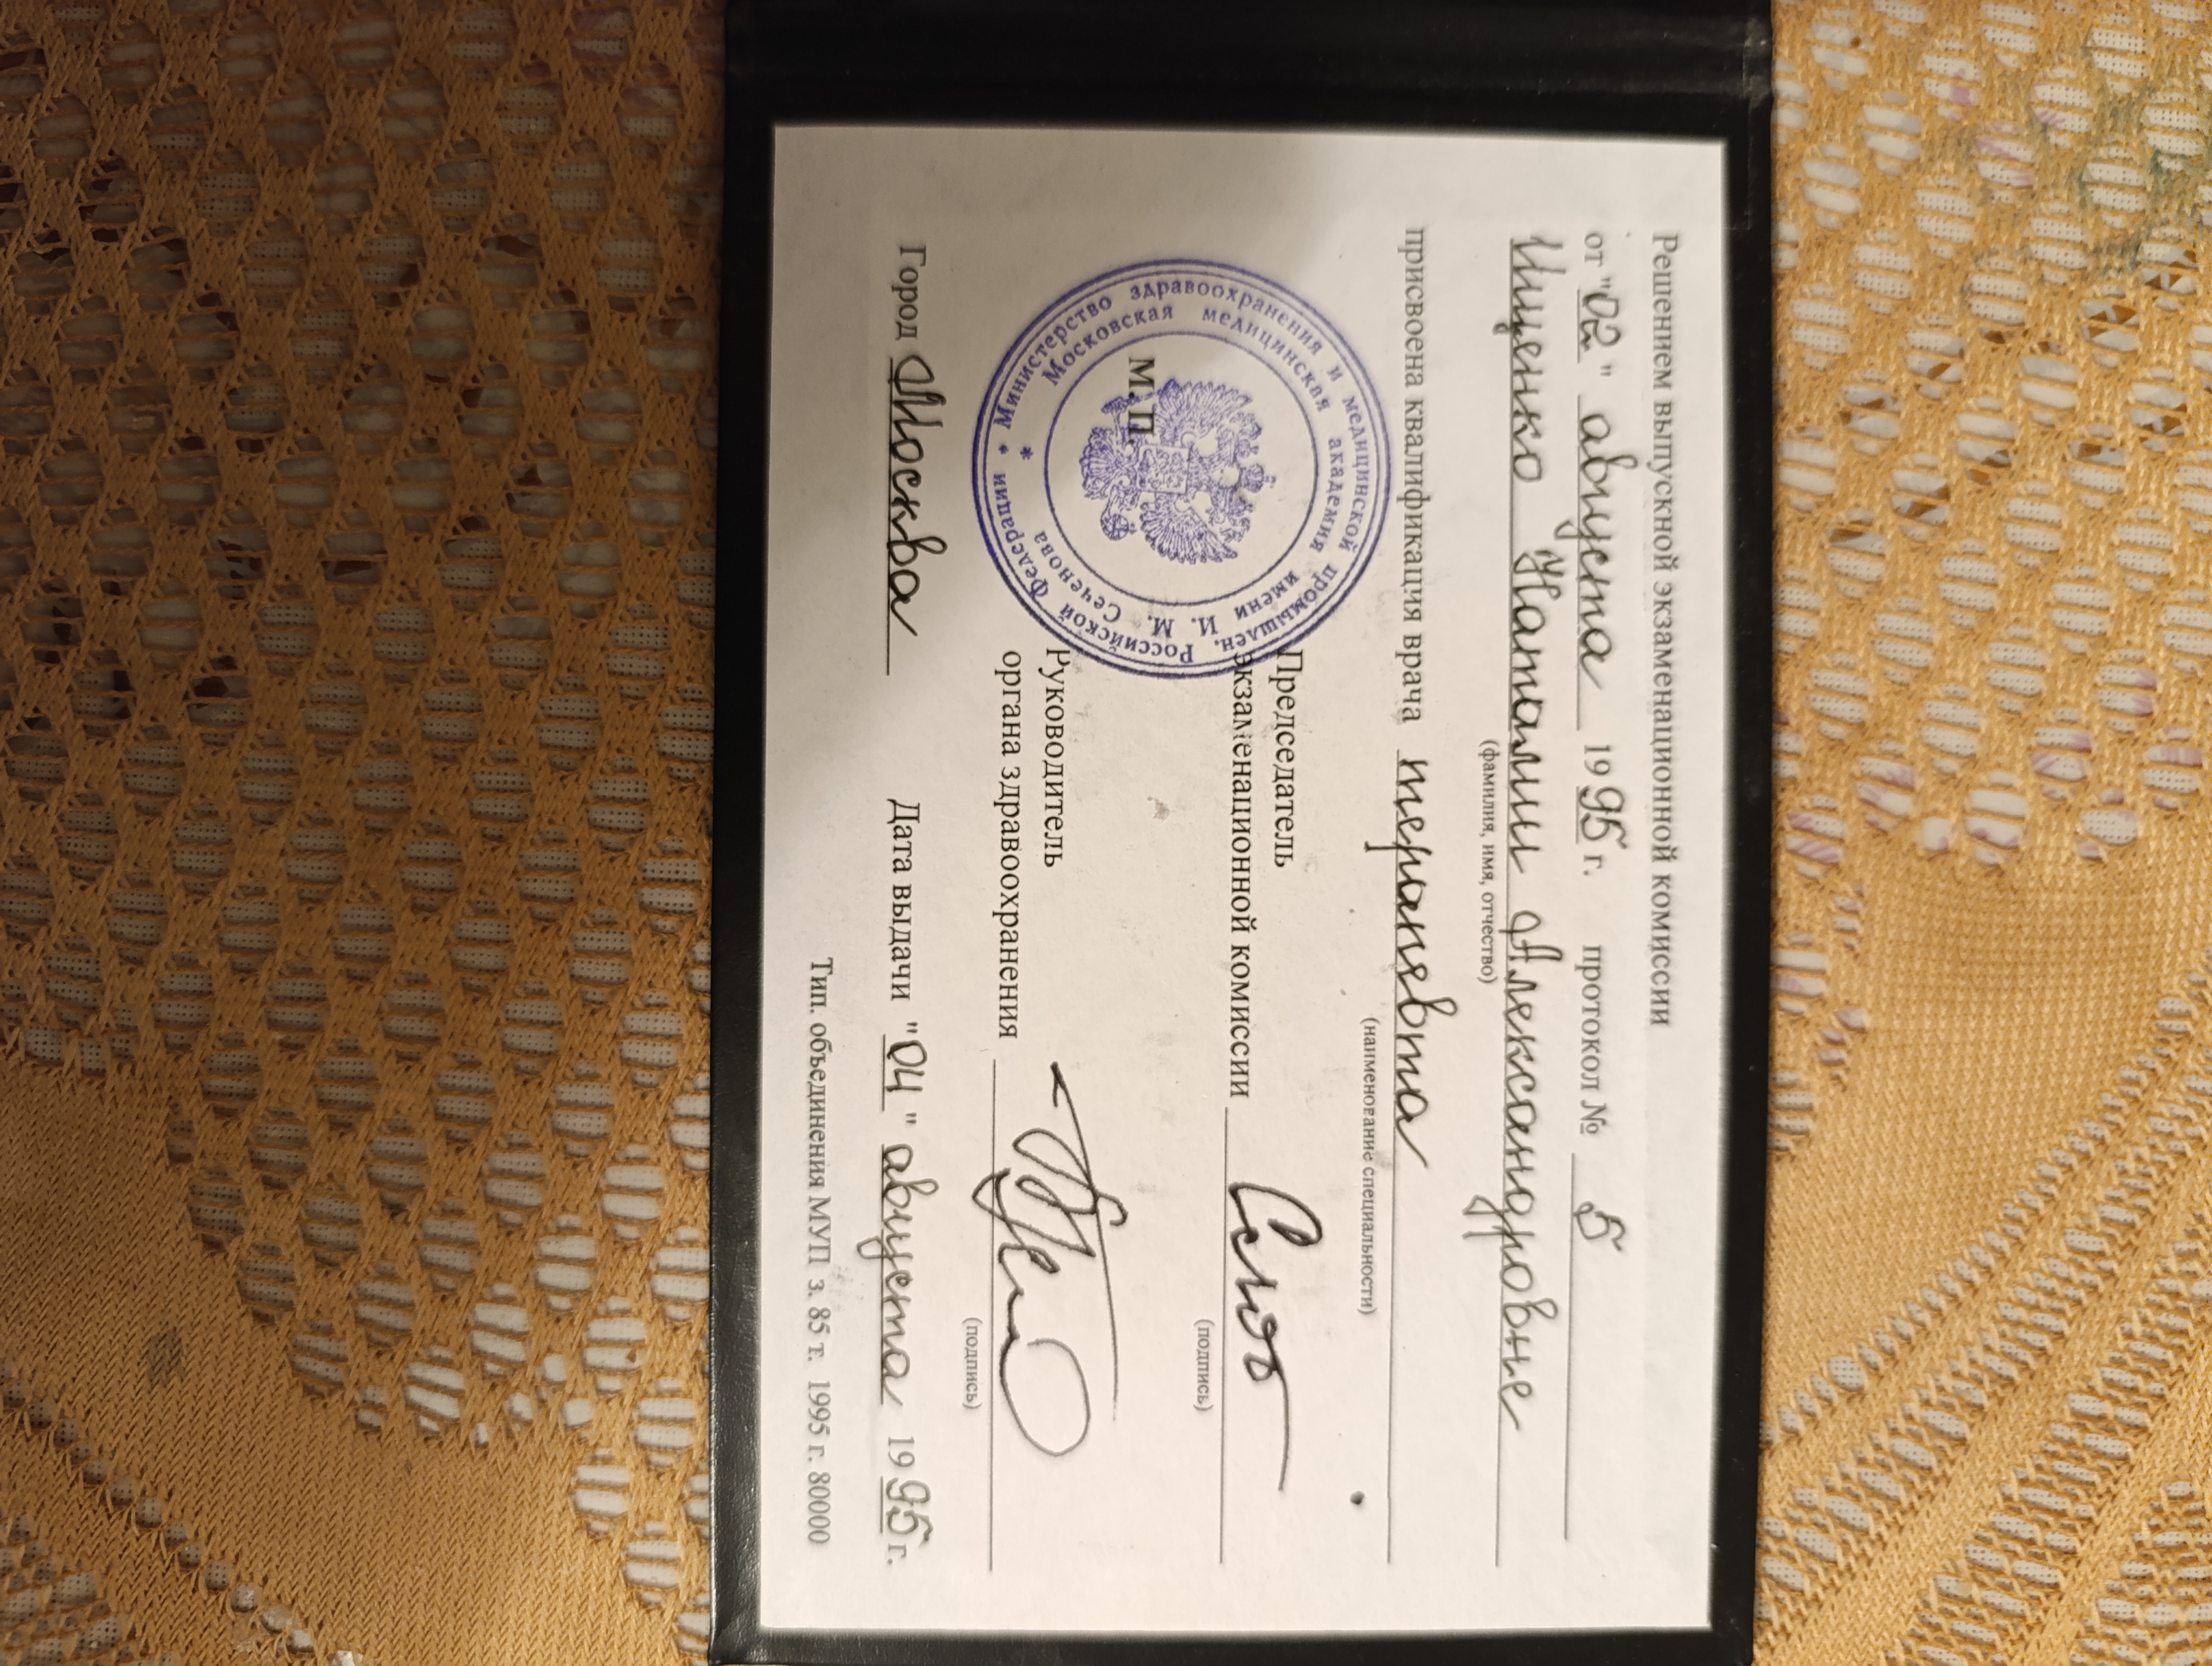 Решением выпускной экзаменационной комиссии
от "02" августа 1995 г. протокол № 5
Ищенко Наталии Александровне
(фамилия, имя, отчество)
присвоена квалификация врача терапевта
(наименование специальности)
Председатель
экзаменационной комиссии
(подпись)
М.П.
Министерство здравоохранения и медицинской промышлен. Российской Федерации
Московская медицинская академия имени И. М. Сеченова
Руководитель
органа здравоохранения
(подпись)
Город Москва Дата выдачи "04" августа 1995 г.
Тип. объединения МУП з. 85 т. 1995 г. 80000